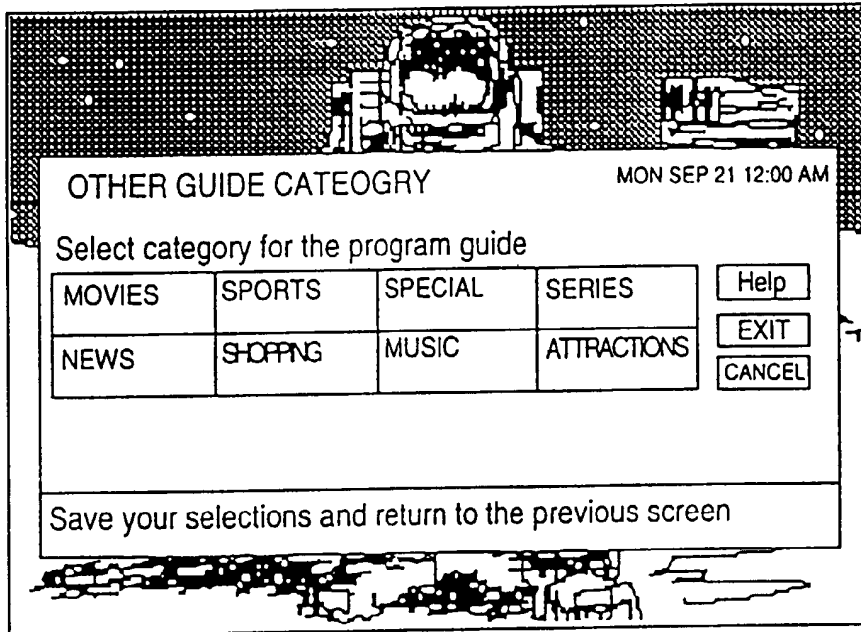 OTHER GUIDE CATEOGRY
MON SEP 21 12:00 AM
Select category for the program guide
MOVIES SPORTS SPECIAL SERIES Help
NEWS SHOPPING MUSIC ATTRACTIONS EXIT
CANCEL
Save your selections and return to the previous screen